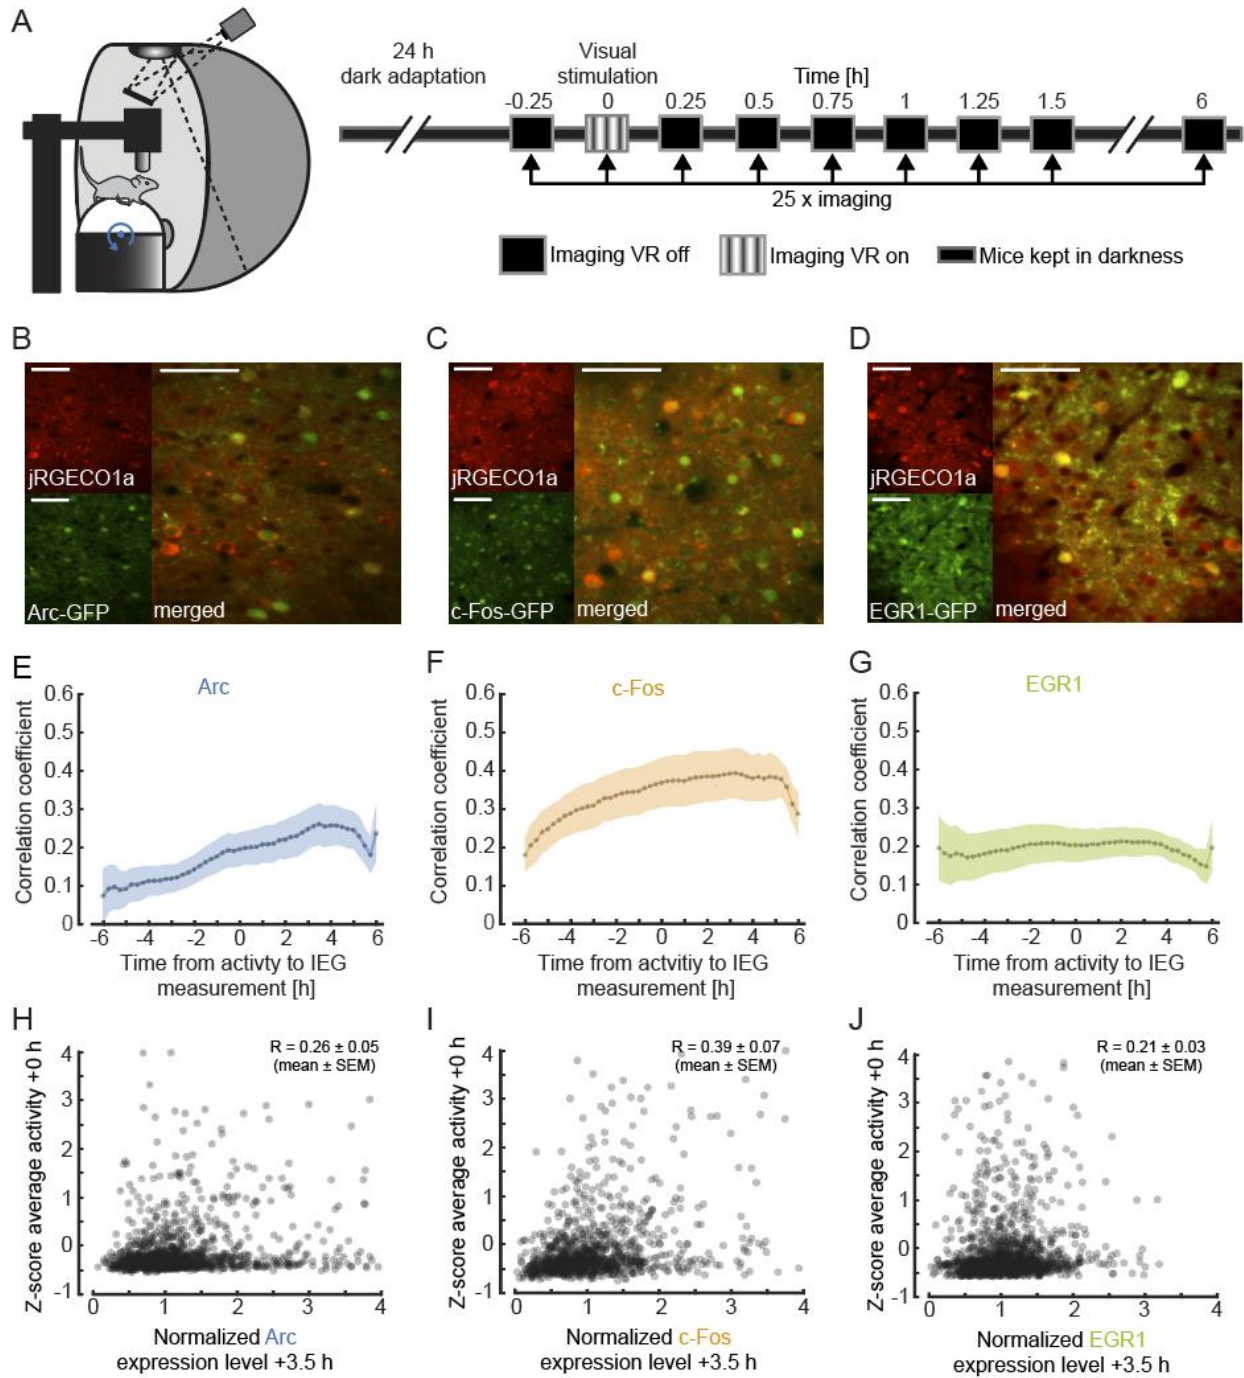 A
24 h
dark adaptation
Visual
stimulation
Time [h]
-0.25 0 0.25 0.5 0.75 1 1.25 1.5 6
25 x imaging
Imaging VR off Imaging VR on Mice kept in darkness
B
jRGECO1a
Arc-GFP
merged
C
jRGECO1a
c-Fos-GFP
merged
D
jRGECO1a
EGR1-GFP
merged
E
Arc
Correlation coefficient
0.6
0.5
0.4
0.3
0.2
0.1
0
-6 -4 -2 0 2 4 6
Time from activty to IEG
measurement [h]
F
c-Fos
Correlation coefficient
0.6
0.5
0.4
0.3
0.2
0.1
0
-6 -4 -2 0 2 4 6
Time from actvitiy to IEG
measurement [h]
G
EGR1
Correlation coefficient
0.6
0.5
0.4
0.3
0.2
0.1
0
-6 -4 -2 0 2 4 6
Time from activity to IEG
measurement [h]
H
R = 0.26 ± 0.05
(mean ± SEM)
Z-score average activity +0 h
4
3
2
1
0
-1
0 1 2 3 4
Normalized Arc
expression level +3.5 h
I
R = 0.39 ± 0.07
(mean ± SEM)
Z-score average activity +0 h
4
3
2
1
0
-1
0 1 2 3 4
Normalized c-Fos
expression level +3.5 h
J
R = 0.21 ± 0.03
(mean ± SEM)
Z-score average activity +0 h
4
3
2
1
0
-1
0 1 2 3 4
Normalized EGR1
expression level +3.5 h